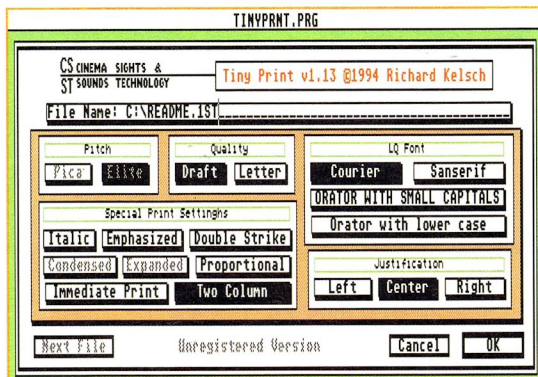 TINYPRNT.PRG
CS CINEMA SIGHTS &
ST SOUNDS TECHNOLOGY
Tiny Print v1.13 ©1994 Richard Kelsch
File Name: C:\README.1ST
Pitch
Pica Elite
Quality
Draft Letter
LQ Font
Courier Sanserif
ORATOR WITH SMALL CAPITALS
Orator with lower case
Special Print Settinghs
Italic Emphasized Double Strike
Condensed Expanded Proportional
Immediate Print Two Column
Justification
Left Center Right
Next File Unregistered Version Cancel OK